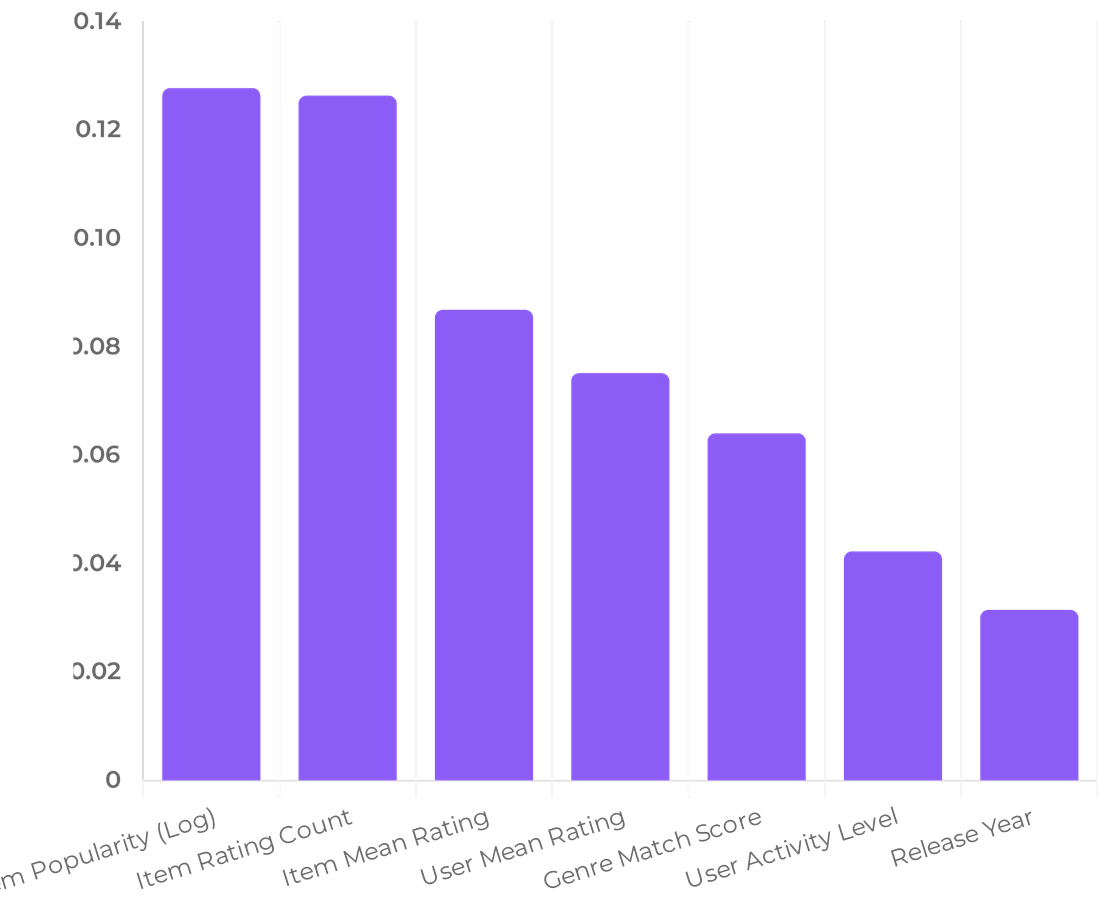 0.14
0.12
0.10
0.08
0.06
0.04
0.02
0
m Popularity (Log)
Item Rating Count
Item Mean Rating
User Mean Rating
Genre Match Score
User Activity Level
Release Year